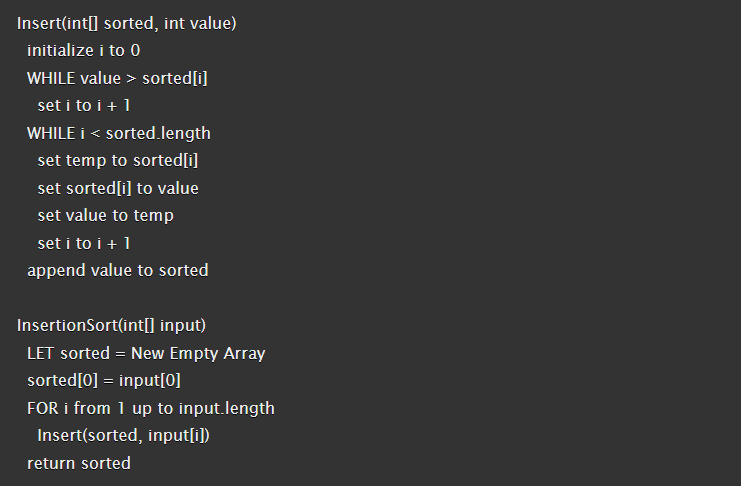 Insert(int[] sorted, int value)
initialize i to 0
WHILE value > sorted[i]
set i to i + 1
WHILE i < sorted.length
set temp to sorted[i]
set sorted[i] to value
set value to temp
set i to i + 1
append value to sorted
InsertionSort(int[] input)
LET sorted = New Empty Array
sorted[0] = input[0]
FOR i from 1 up to input.length
Insert(sorted, input[i])
return sorted